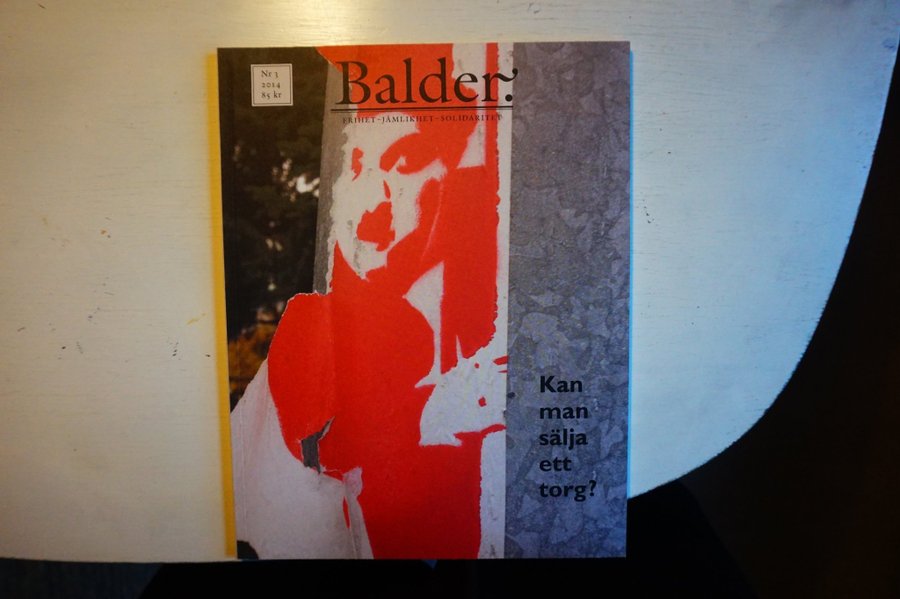 Nr 3
2014
85 kr
Balder.
FRIHET–JÄMLIKHET–SOLIDARITET
Kan
man
sälja
ett
torg?